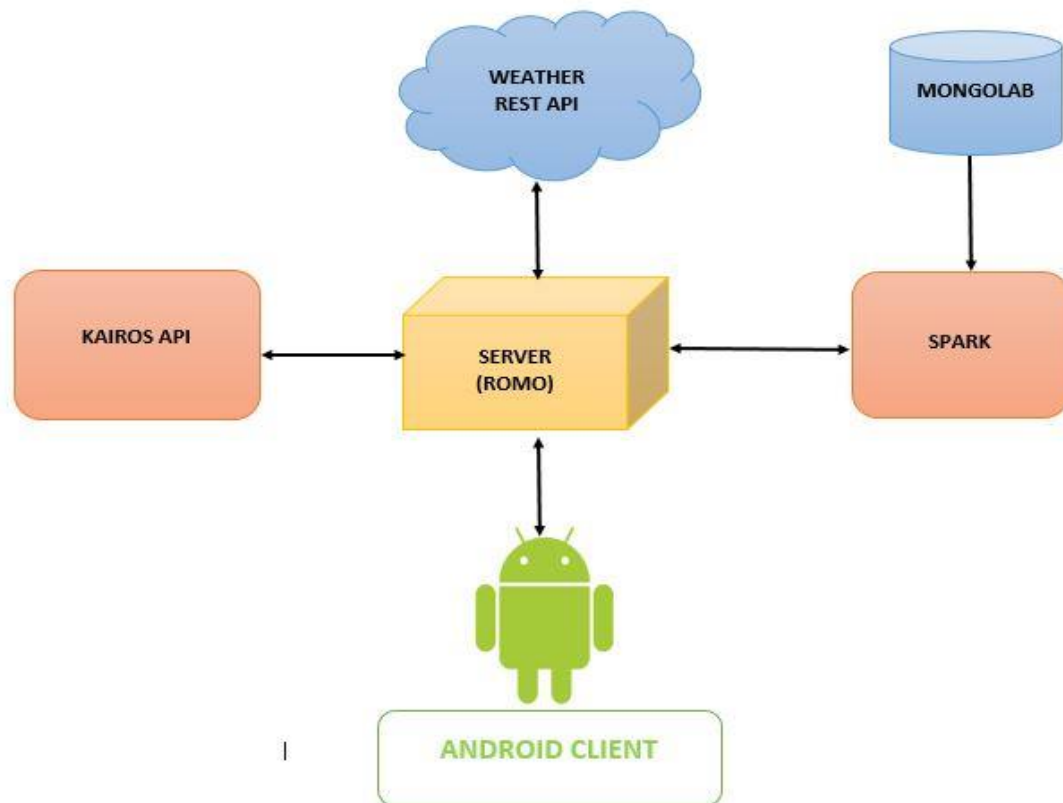 WEATHER
REST API
MONGOLAB
KAIROS API
SERVER
(ROMO)
SPARK
ANDROID CLIENT